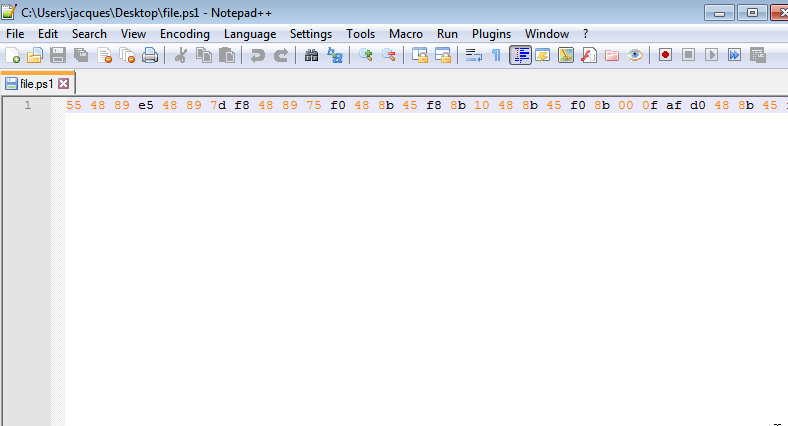 C:\Users\jacques\Desktop\file.ps1 - Notepad++
File Edit Search View Encoding Language Settings Tools Macro Run Plugins Window ?
file.ps1
1 55 48 89 e5 48 89 7d f8 48 89 75 f0 48 8b 45 f8 8b 10 48 8b 45 f0 8b 00 0f af d0 48 8b 45